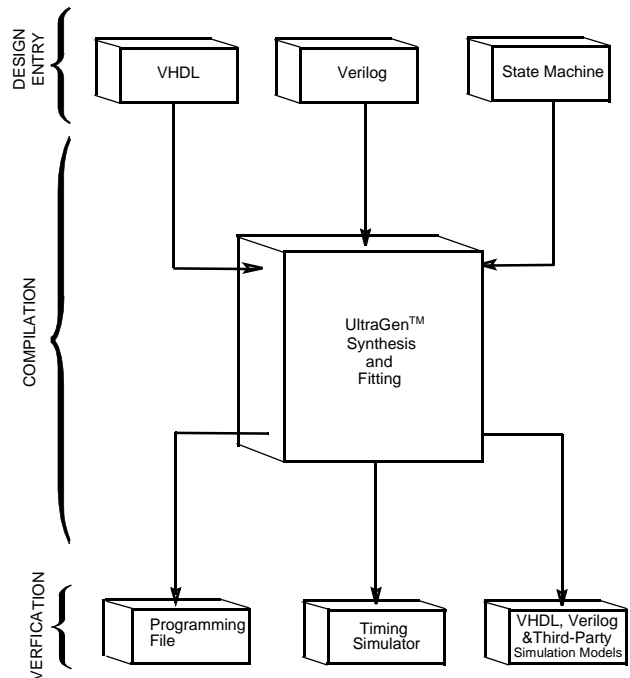 DESIGN
ENTRY
VHDL
Verilog
State Machine
COMPILATION
UltraGen™
Synthesis
and
Fitting
VERFICATION
Programming
File
Timing
Simulator
VHDL, Verilog
&Third-Party
Simulation Models